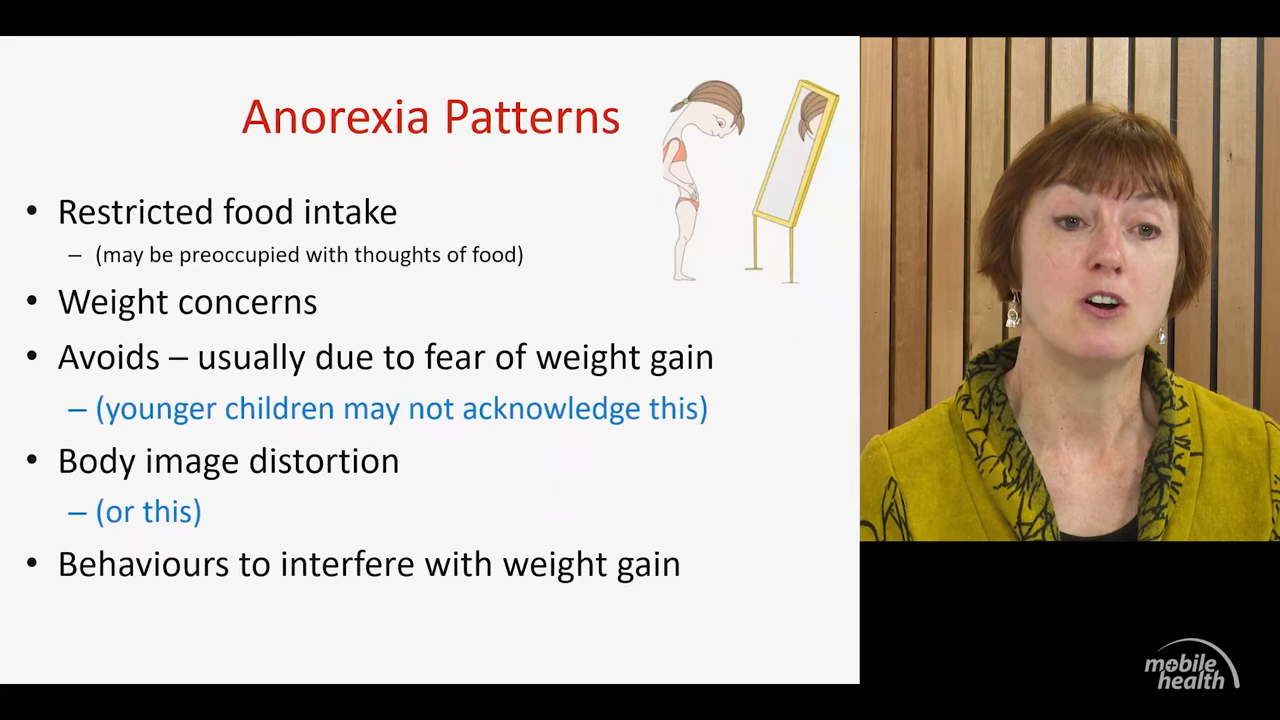 Anorexia Patterns
• Restricted food intake
– (may be preoccupied with thoughts of food)
• Weight concerns
• Avoids – usually due to fear of weight gain
– (younger children may not acknowledge this)
• Body image distortion
– (or this)
• Behaviours to interfere with weight gain
mobile
health